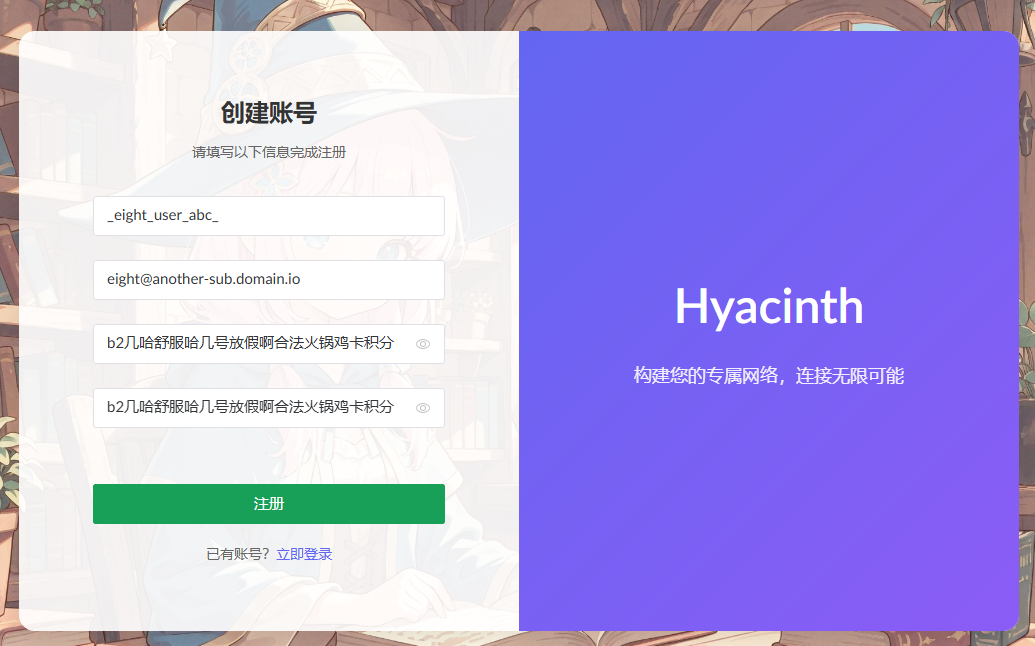 创建账号
请填写以下信息完成注册
_eight_user_abc_
eight@another-sub.domain.io
b2几哈舒服哈几号放假啊合法火锅鸡卡积分
b2几哈舒服哈几号放假啊合法火锅鸡卡积分
注册
已有账号？立即登录
Hyacinth
构建您的专属网络，连接无限可能